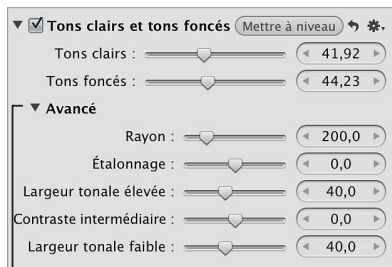 Tons clairs et tons foncés Mettre à niveau
Tons clairs : 41,92
Tons foncés : 44,23
Avancé
Rayon : 200,0
Étalonnage : 0,0
Largeur tonale élevée : 40,0
Contraste intermédiaire : 0,0
Largeur tonale faible : 40,0